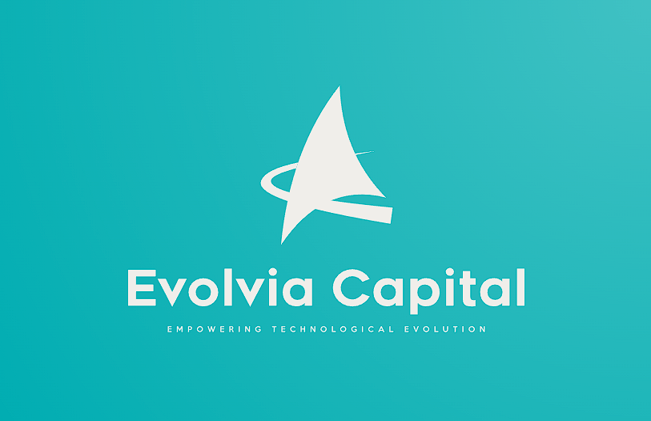 Evolvia Capital
EMPOWERING TECHNOLOGICAL EVOLUTION